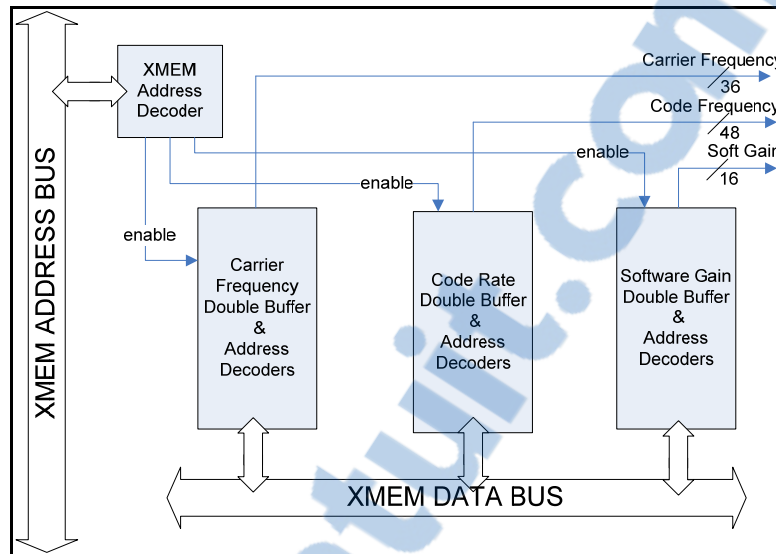 XMEM
Address
Decoder
Carrier Frequency
36
Code Frequency
48
Soft Gain
16
enable
enable
enable
XMEM ADDRESS BUS
Carrier
Frequency
Double Buffer
&
Address
Decoders
Code Rate
Double Buffer
&
Address
Decoders
Software Gain
Double Buffer
&
Address
Decoders
XMEM DATA BUS
tuit.com